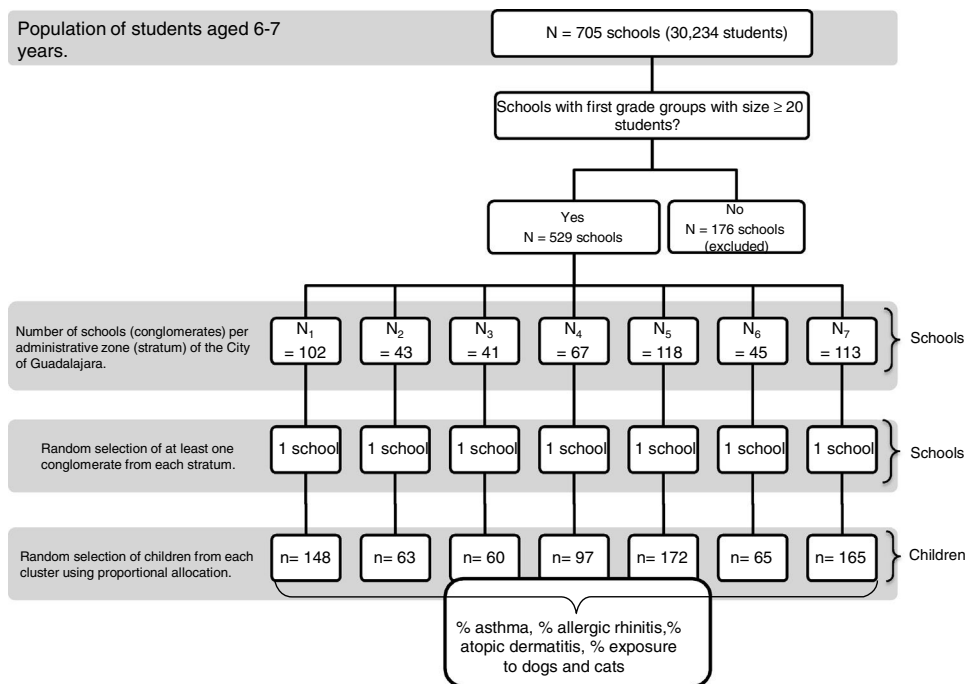 Population of students aged 6-7
years.
N = 705 schools (30,234 students)
Schools with first grade groups with size ≥ 20
students?
Yes
N = 529 schools
No
N = 176 schools
(excluded)
Number of schools (conglomerates) per
administrative zone (stratum) of the City
of Guadalajara.
N₁
= 102
N₂
= 43
N₃
= 41
N₄
= 67
N₅
= 118
N₆
= 45
N₇
= 113
Schools
Random selection of at least one
conglomerate from each stratum.
1 school
1 school
1 school
1 school
1 school
1 school
1 school
Schools
Random selection of children from each
cluster using proportional allocation.
n= 148
n= 63
n= 60
n= 97
n= 172
n= 65
n= 165
Children
% asthma, % allergic rhinitis,%
atopic dermatitis, % exposure
to dogs and cats